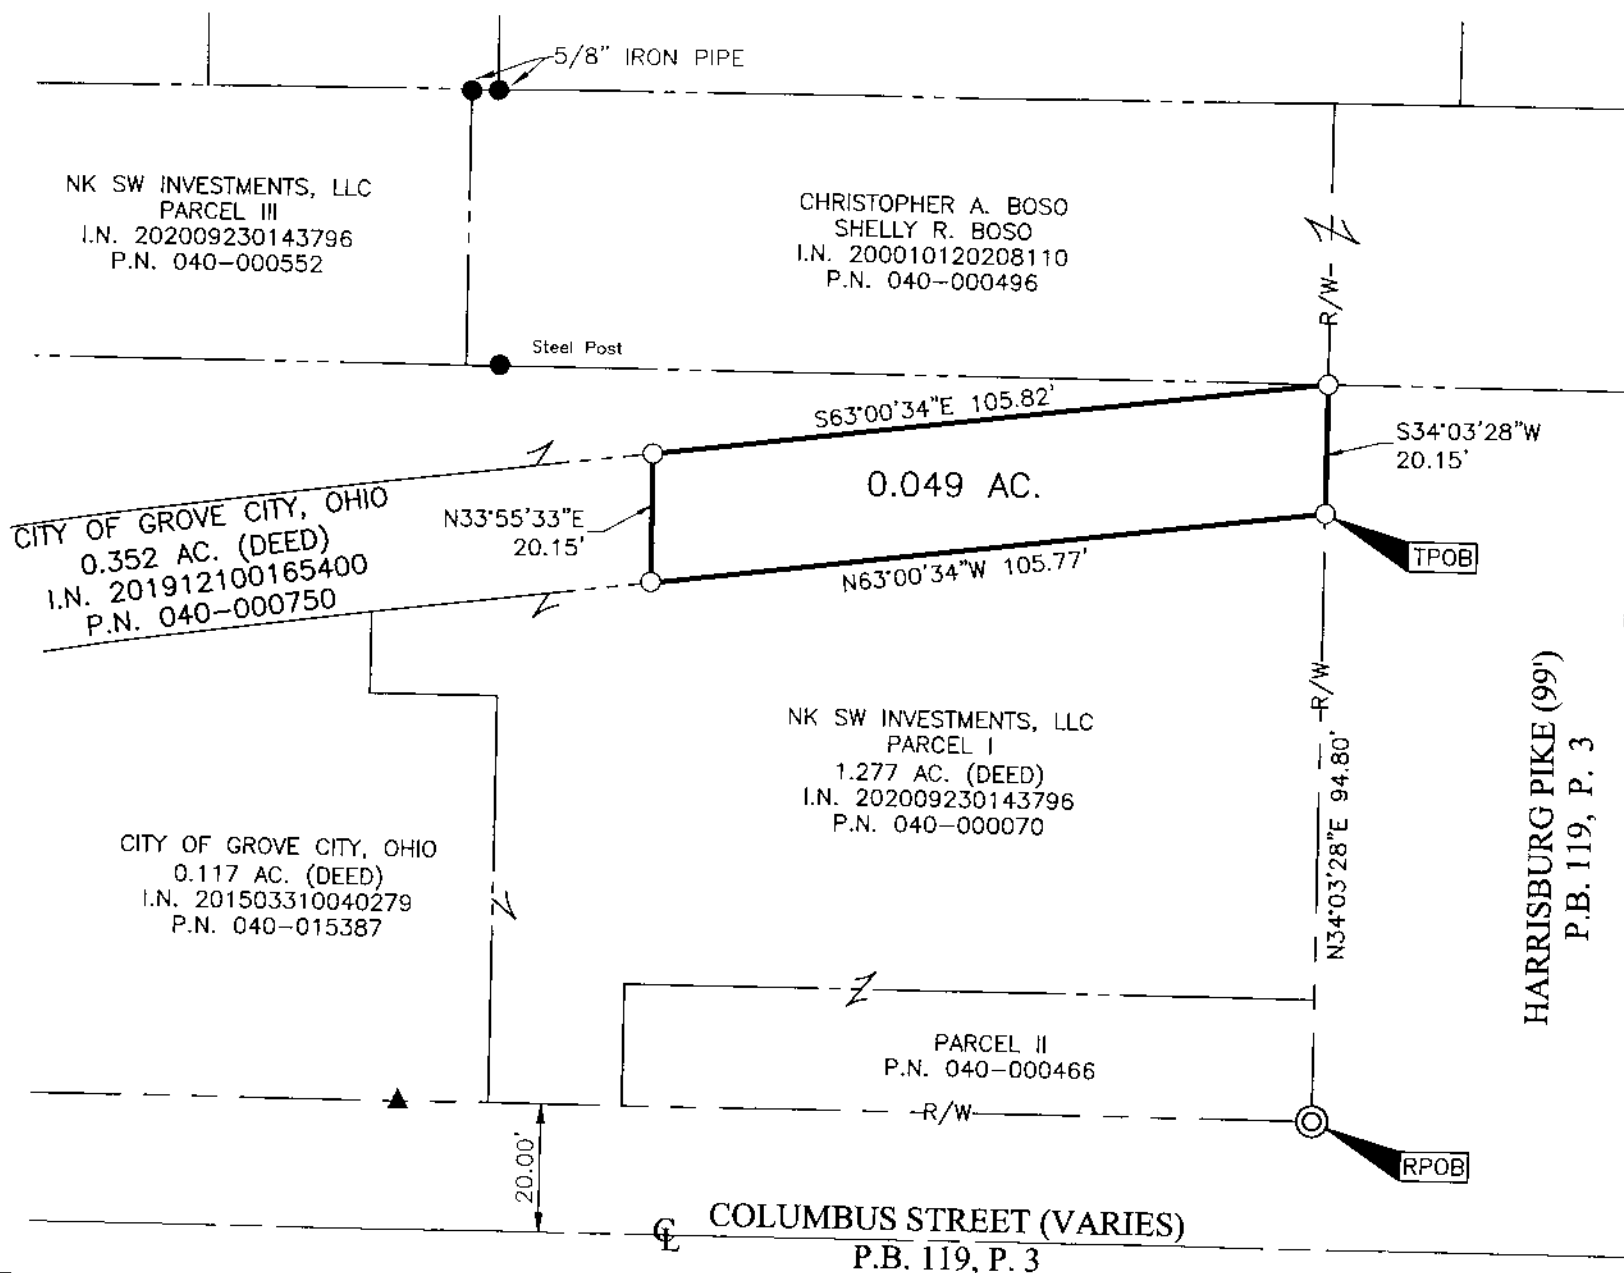 5/8" IRON PIPE
NK SW INVESTMENTS, LLC
PARCEL III
I.N. 202009230143796
P.N. 040-000552
CHRISTOPHER A. BOSO
SHELLY R. BOSO
I.N. 200010120208110
P.N. 040-000496
R/W
Steel Post
S63°00'34"E 105.82'
S34°03'28"W
20.15'
0.049 AC.
N33°55'33"E
20.15'
N63°00'34"W 105.77'
TPOB
CITY OF GROVE CITY, OHIO
0.352 AC. (DEED)
I.N. 201912100165400
P.N. 040-000750
R/W
NK SW INVESTMENTS, LLC
PARCEL I
1.277 AC. (DEED)
I.N. 202009230143796
P.N. 040-000070
N34°03'28"E 94.80'
HARRISBURG PIKE (99')
P.B. 119, P. 3
CITY OF GROVE CITY, OHIO
0.117 AC. (DEED)
I.N. 201503310040279
P.N. 040-015387
PARCEL II
P.N. 040-000466
R/W
RPOB
20.00'
CL COLUMBUS STREET (VARIES)
P.B. 119, P. 3